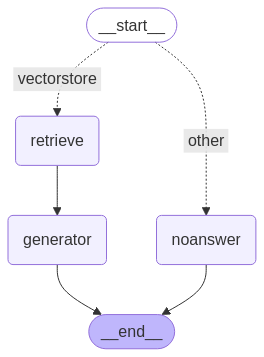 __start__
vectorstore
retrieve
other
generator
noanswer
__end__